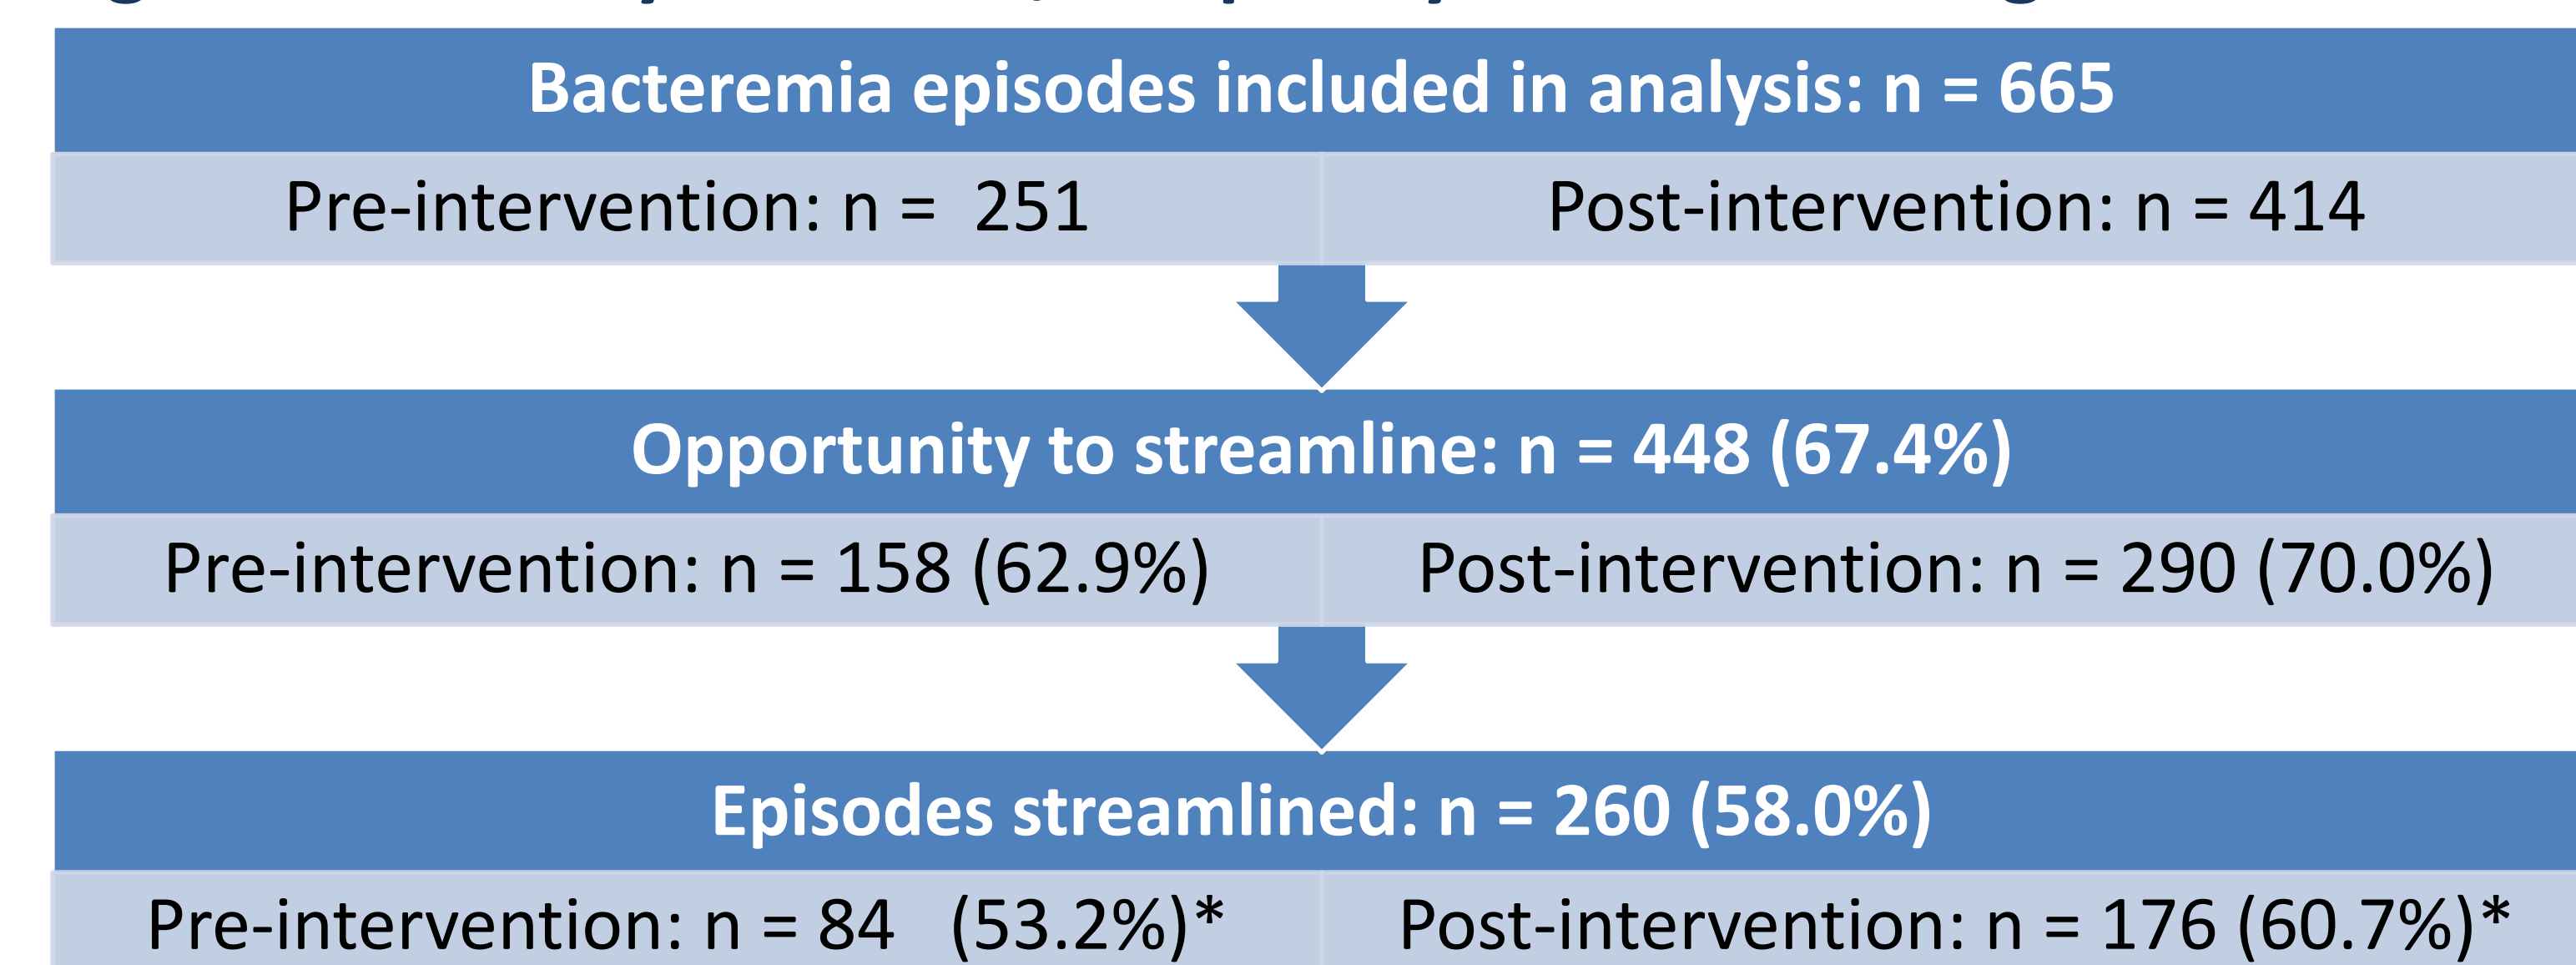 Bacteremia episodes included in analysis: n = 665
Pre-intervention: n =  251
Post-intervention: n = 414
Opportunity to streamline: n = 448 (67.4%)
Pre-intervention: n = 158 (62.9%)
Post-intervention: n = 290 (70.0%)
Episodes streamlined: n = 260 (58.0%)
Pre-intervention: n = 84   (53.2%)*
Post-intervention: n = 176 (60.7%)*